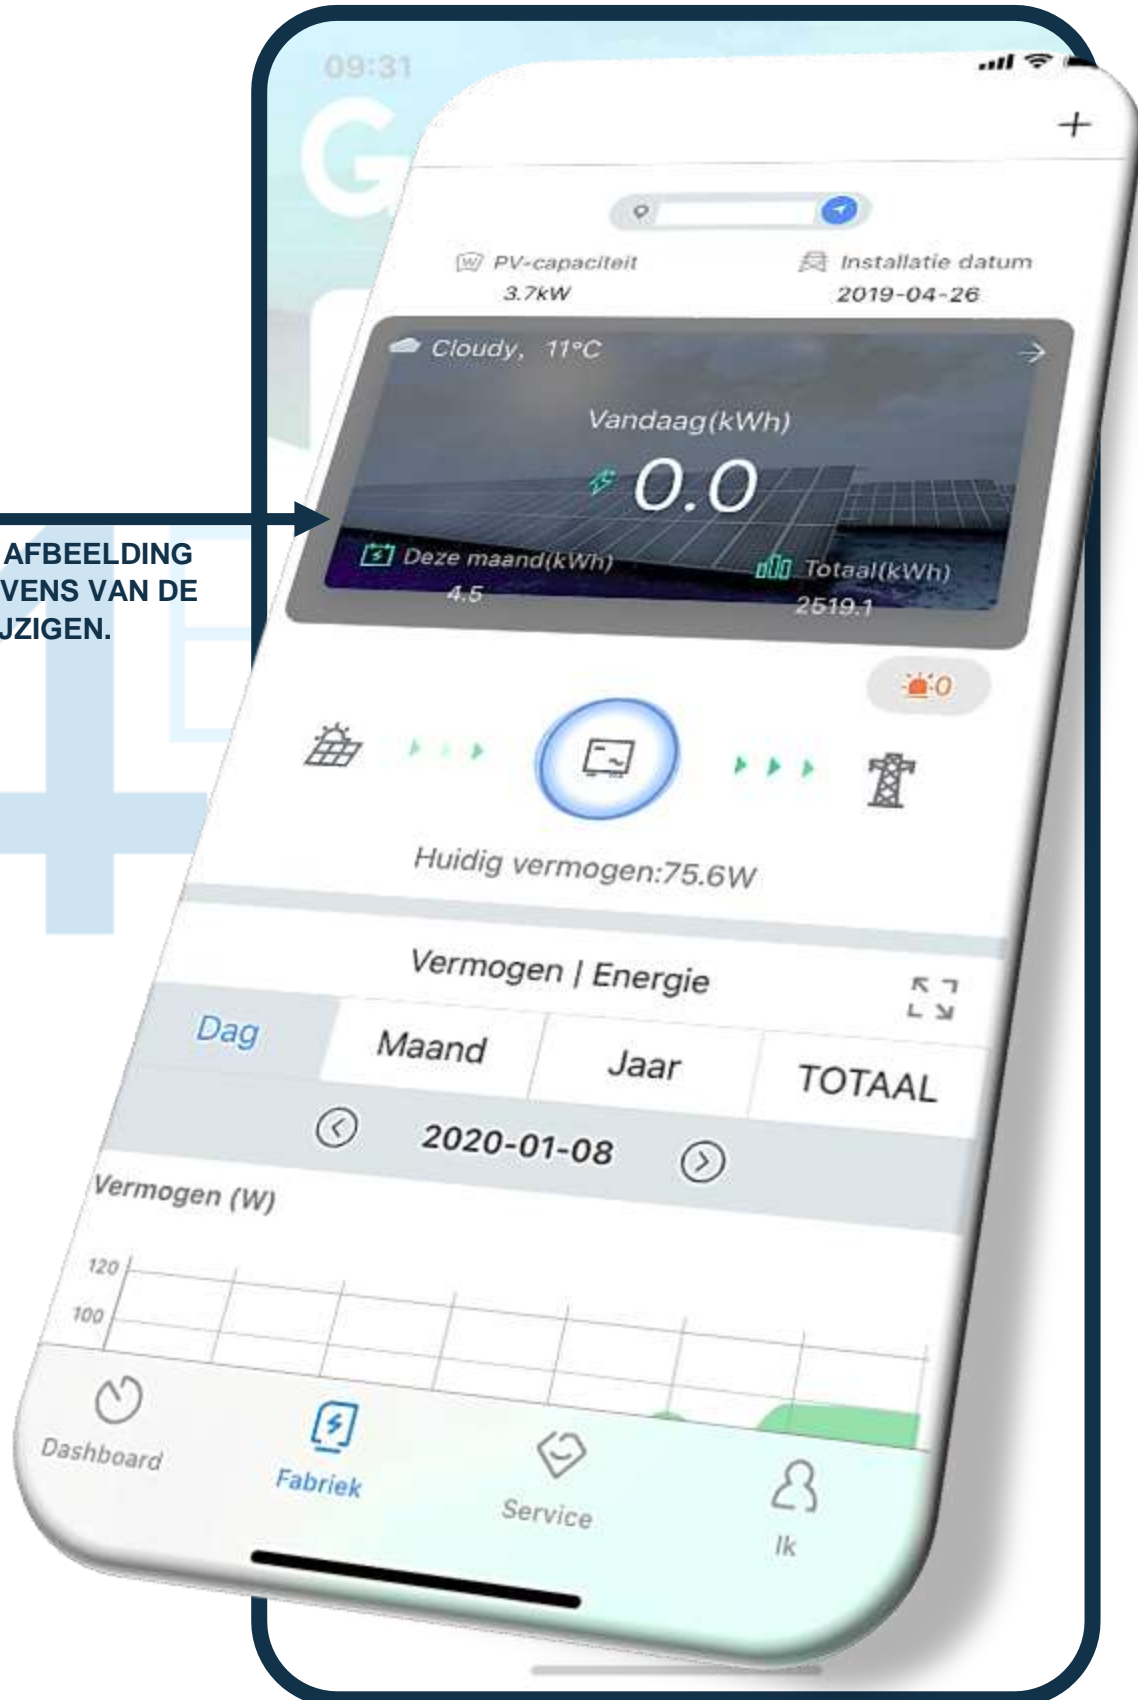 09:31
G
PV-capaciteit
3.7kW
Installatie datum
2019-04-26
Cloudy, 11°C
Vandaag(kWh)
0.0
Deze maand(kWh)
4.5
Totaal(kWh)
2519.1
AFBEELDING
VENS VAN DE
JZIGEN.
4
0
Huidig vermogen:75.6W
Vermogen | Energie
Dag Maand Jaar TOTAAL
2020-01-08
Vermogen (W)
120
100
Dashboard
Fabriek
Service
Ik